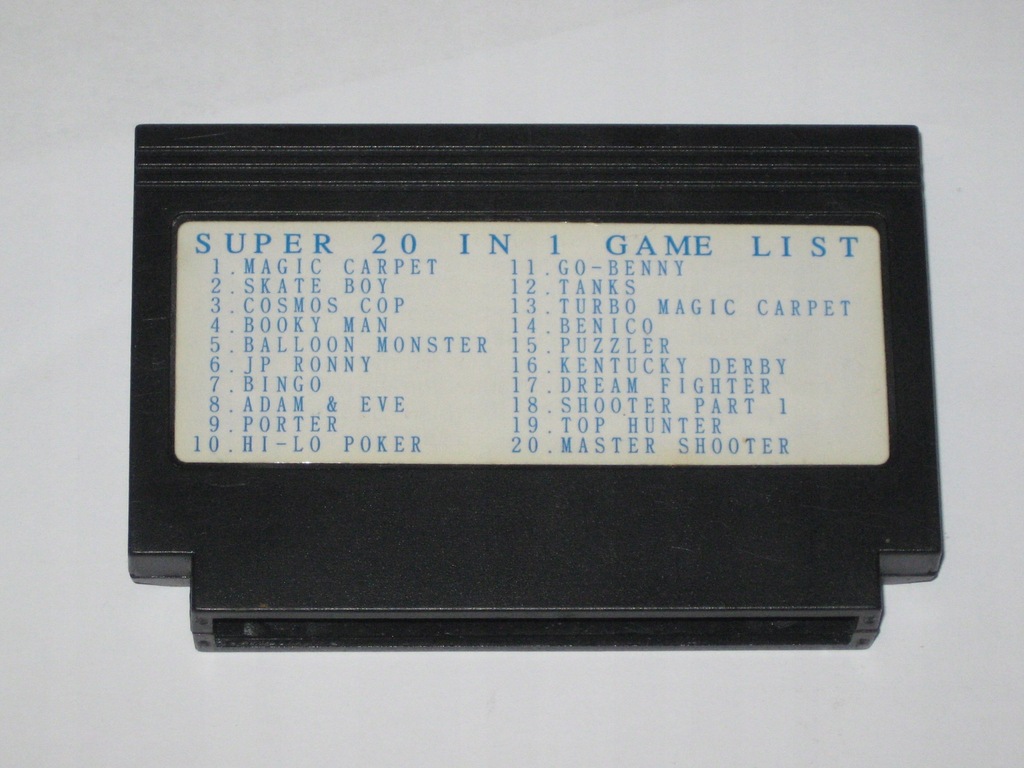 SUPER 20 IN 1 GAME LIST
1. MAGIC CARPET
2. SKATE BOY
3. COSMOS COP
4. BOOKY MAN
5. BALLOON MONSTER
6. JP RONNY
7. BINGO
8. ADAM & EVE
9. PORTER
10. HI-LO POKER
11. GO-BENNY
12. TANKS
13. TURBO MAGIC CARPET
14. BENICO
15. PUZZLER
16. KENTUCKY DERBY
17. DREAM FIGHTER
18. SHOOTER PART 1
19. TOP HUNTER
20. MASTER SHOOTER